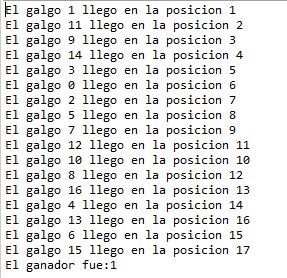 El galgo 1 llego en la posicion 1
El galgo 11 llego en la posicion 2
El galgo 9 llego en la posicion 3
El galgo 14 llego en la posicion 4
El galgo 3 llego en la posicion 5
El galgo 0 llego en la posicion 6
El galgo 2 llego en la posicion 7
El galgo 5 llego en la posicion 8
El galgo 7 llego en la posicion 9
El galgo 12 llego en la posicion 11
El galgo 10 llego en la posicion 10
El galgo 8 llego en la posicion 12
El galgo 16 llego en la posicion 13
El galgo 4 llego en la posicion 14
El galgo 13 llego en la posicion 16
El galgo 6 llego en la posicion 15
El galgo 15 llego en la posicion 17
El ganador fue:1